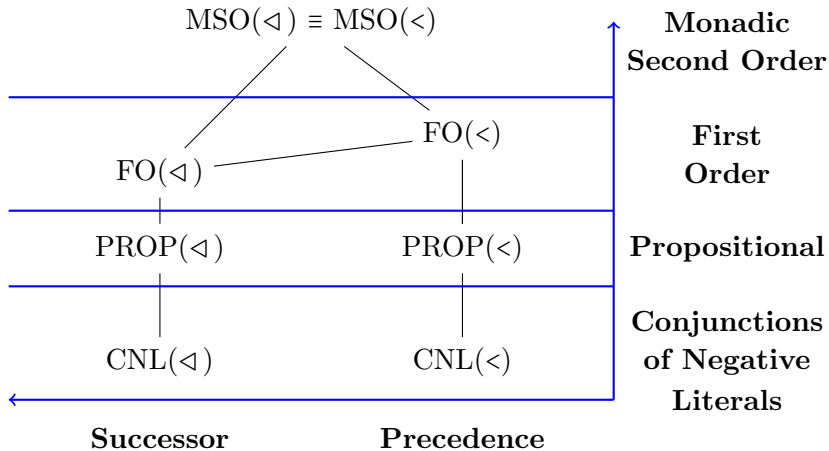 MSO(◁) ≡ MSO(<)
Monadic
Second Order
FO(<)
First
Order
FO(◁)
PROP(◁)
PROP(<)
Propositional
CNL(◁)
CNL(<)
Conjunctions
of Negative
Literals
Successor
Precedence